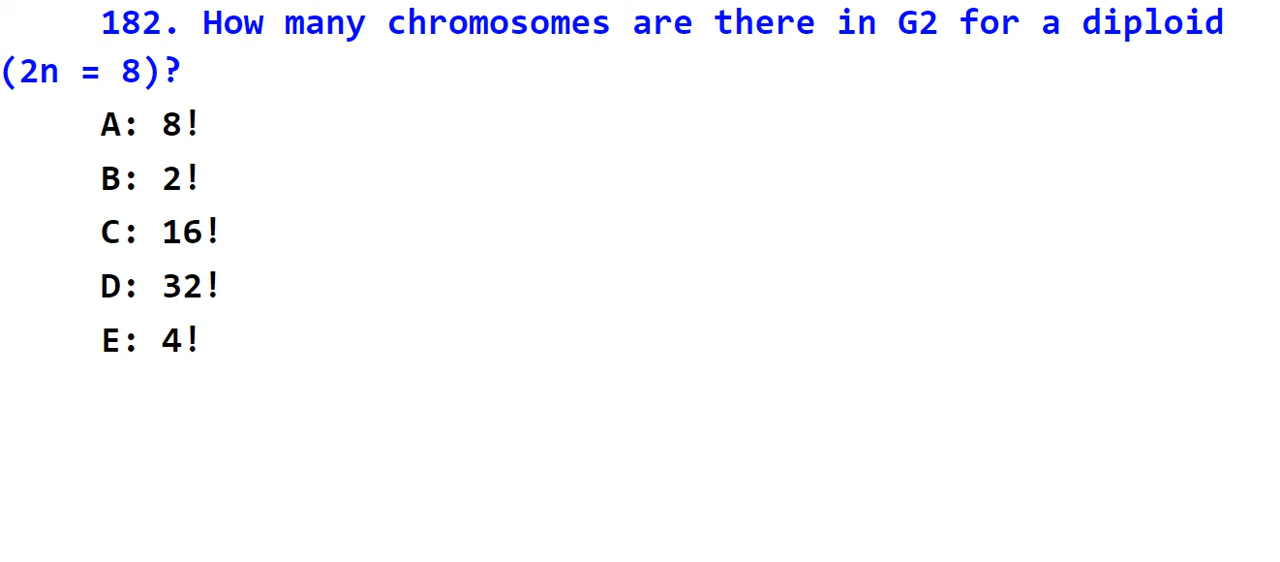 182. How many chromosomes are there in G2 for a diploid
(2n = 8)?
A: 8!
B: 2!
C: 16!
D: 32!
E: 4!